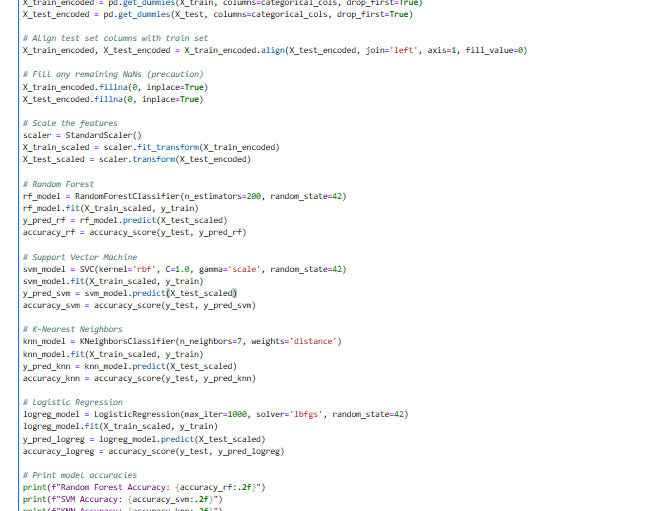 X_train_encoded = pd.get_dummies(X_train, columns=categorical_cols, drop_first=True)
X_test_encoded = pd.get_dummies(X_test, columns=categorical_cols, drop_first=True)
# Align test set columns with train set
X_train_encoded, X_test_encoded = X_train_encoded.align(X_test_encoded, join='left', axis=1, fill_value=0)
# Fill any remaining NaNs (precaution)
X_train_encoded.fillna(0, inplace=True)
X_test_encoded.fillna(0, inplace=True)
# Scale the features
scaler = StandardScaler()
X_train_scaled = scaler.fit_transform(X_train_encoded)
X_test_scaled = scaler.transform(X_test_encoded)
# Random Forest
rf_model = RandomForestClassifier(n_estimators=200, random_state=42)
rf_model.fit(X_train_scaled, y_train)
y_pred_rf = rf_model.predict(X_test_scaled)
accuracy_rf = accuracy_score(y_test, y_pred_rf)
# Support Vector Machine
svm_model = SVC(kernel='rbf', C=1.0, gamma='scale', random_state=42)
svm_model.fit(X_train_scaled, y_train)
y_pred_svm = svm_model.predict(X_test_scaled)
accuracy_svm = accuracy_score(y_test, y_pred_svm)
# K-Nearest Neighbors
knn_model = KNeighborsClassifier(n_neighbors=7, weights='distance')
knn_model.fit(X_train_scaled, y_train)
y_pred_knn = knn_model.predict(X_test_scaled)
accuracy_knn = accuracy_score(y_test, y_pred_knn)
# Logistic Regression
logreg_model = LogisticRegression(max_iter=1000, solver='lbfgs', random_state=42)
logreg_model.fit(X_train_scaled, y_train)
y_pred_logreg = logreg_model.predict(X_test_scaled)
accuracy_logreg = accuracy_score(y_test, y_pred_logreg)
# Print model accuracies
print(f"Random Forest Accuracy: {accuracy_rf:.2f}")
print(f"SVM Accuracy: {accuracy_svm:.2f}")
print(f"KNN Accuracy: {accuracy_knn:.2f}")